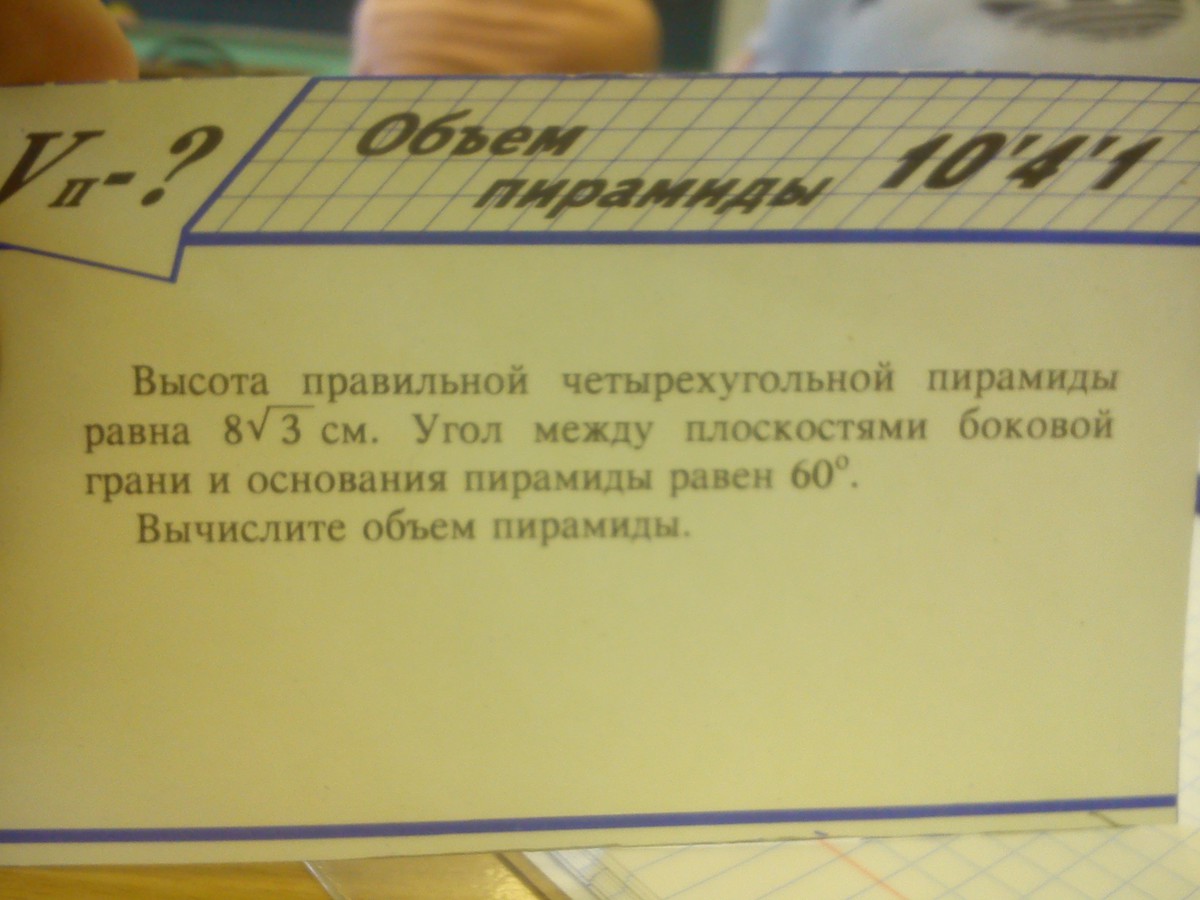 Vп-?
Объем
пирамиды
10'4'1
Высота правильной четырехугольной пирамиды
равна 8√3 см. Угол между плоскостями боковой
грани и основания пирамиды равен 60°.
Вычислите объем пирамиды.